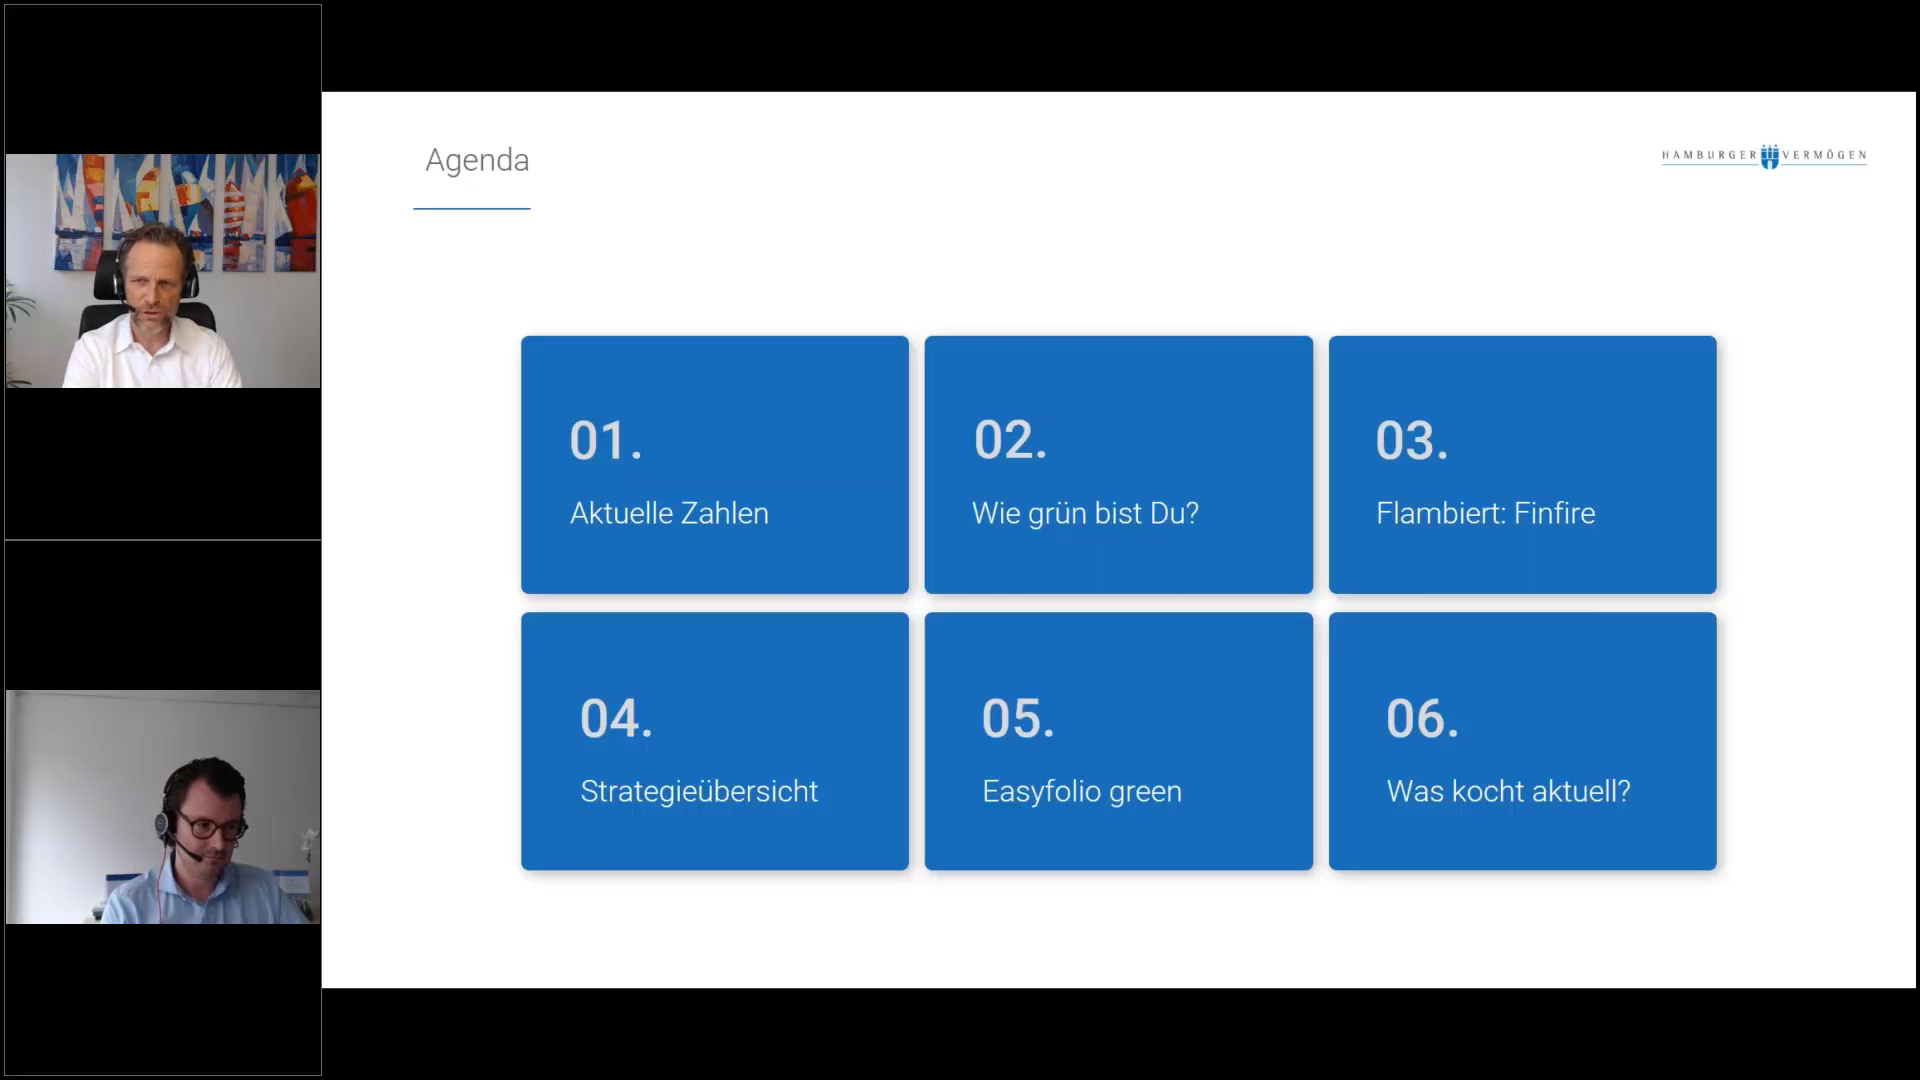 Agenda
HAMBURGER VERMÖGEN
01.
Aktuelle Zahlen
02.
Wie grün bist Du?
03.
Flambiert: Finfire
04.
Strategieübersicht
05.
Easyfolio green
06.
Was kocht aktuell?